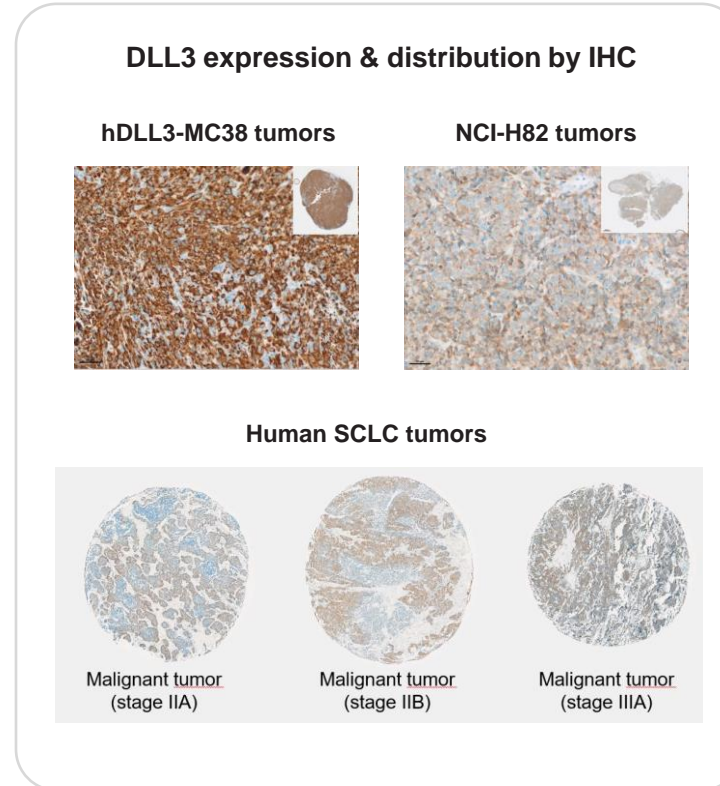 DLL3 expression & distribution by IHC
hDLL3-MC38 tumors
NCI-H82 tumors
Human SCLC tumors
Malignant tumor
(stage IIA)
Malignant tumor
(stage IIB)
Malignant tumor
(stage IIIA)